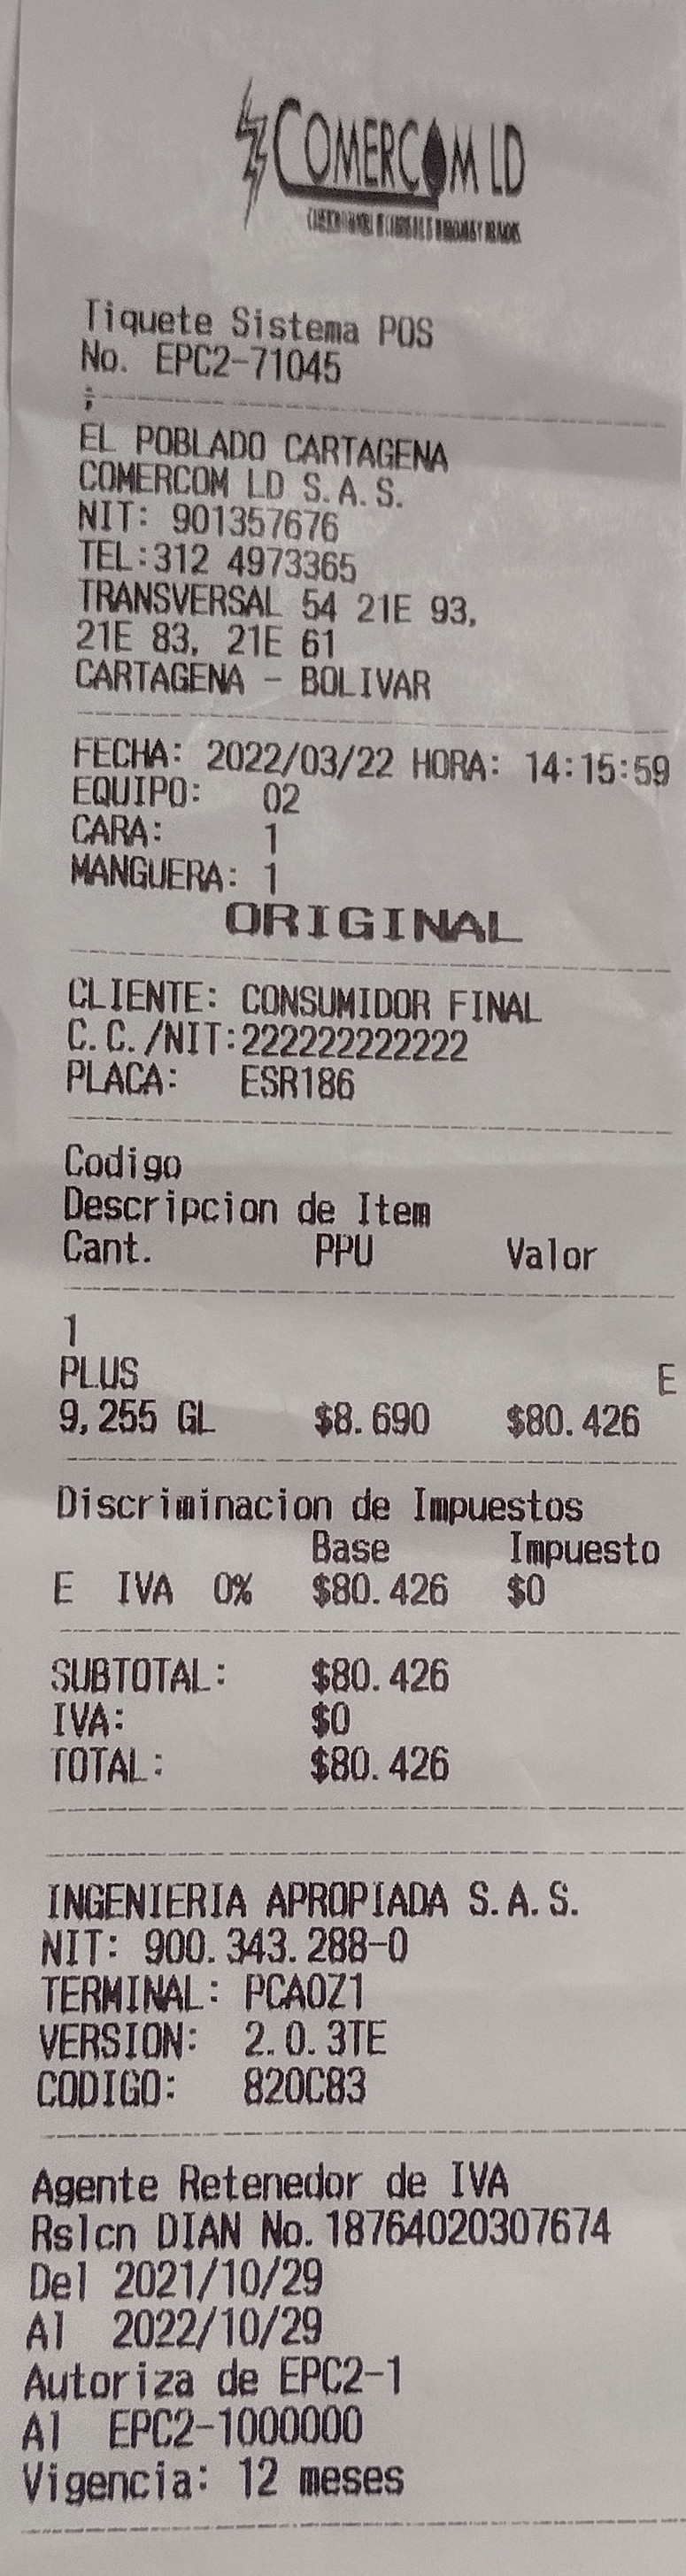 COMERCOM LD
Tiquete Sistema POS
No. EPC2-71045
EL POBLADO CARTAGENA
COMERCOM LD S.A.S.
NIT: 901357676
TEL:312 4973365
TRANSVERSAL 54 21E 93,
21E 83, 21E 61
CARTAGENA - BOLIVAR
FECHA: 2022/03/22 HORA: 14:15:59
EQUIPO: 02
CARA: 1
MANGUERA: 1
ORIGINAL
CLIENTE: CONSUMIDOR FINAL
C.C./NIT:222222222222
PLACA: ESR186
Codigo
Descripcion de Item
Cant. PPU Valor
1
PLUS E
9,255 GL $8.690 $80.426
Discriminacion de Impuestos
Base Impuesto
E IVA 0% $80.426 $0
SUBTOTAL: $80.426
IVA: $0
TOTAL: $80.426
INGENIERIA APROPIADA S.A.S.
NIT: 900.343.288-0
TERMINAL: PCA0Z1
VERSION: 2.0.3TE
CODIGO: 820C83
Agente Retenedor de IVA
Rslcn DIAN No.18764020307674
Del 2021/10/29
Al 2022/10/29
Autoriza de EPC2-1
Al EPC2-1000000
Vigencia: 12 meses